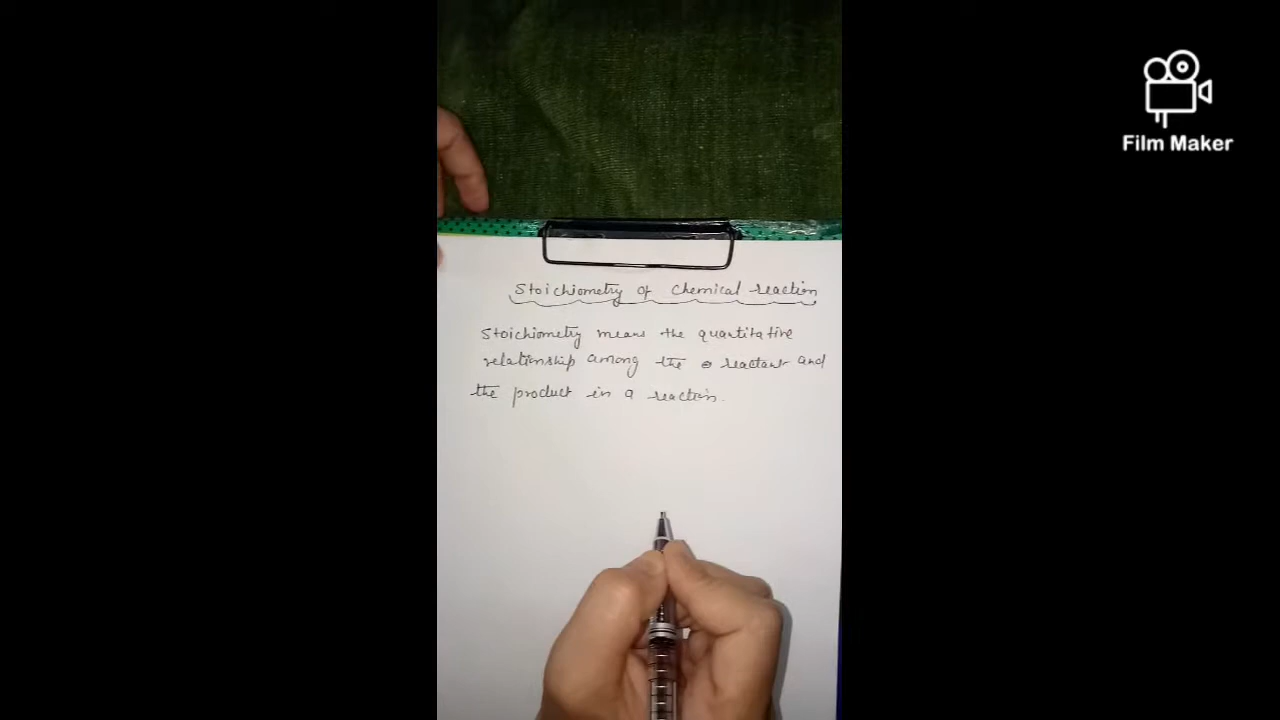 Film Maker
Stoichiometry of Chemical reaction
Stoichiometry means the quantitative
relationship among the reactant and
the product in a reaction.